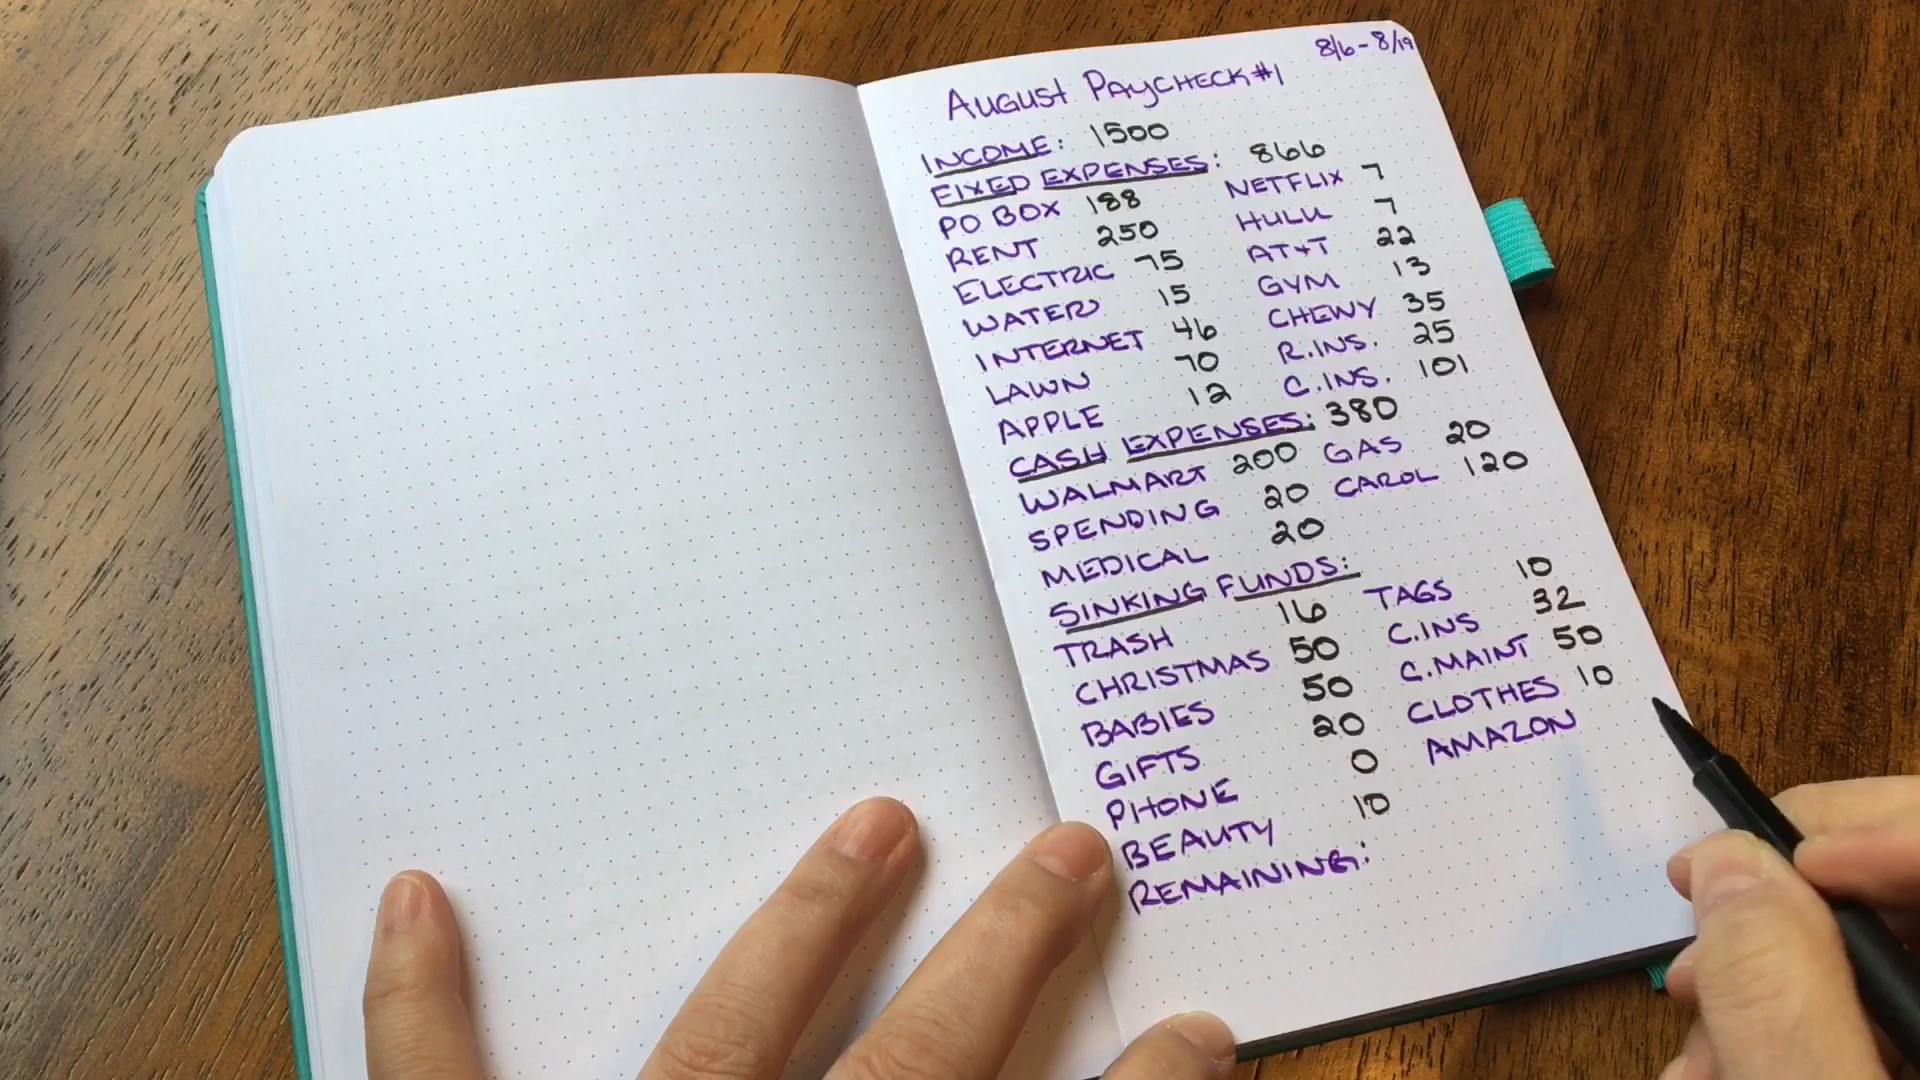 8/6-8/19
AUGUST PAYCHECK #1
INCOME: 1500
FIXED EXPENSES: 866
PO BOX 188 NETFLIX 7
RENT 250 HULU 7
ELECTRIC 75 AT+T 22
WATER 15 GYM 13
INTERNET 46 CHEWY 35
LAWN 70 R.INS. 25
APPLE 12 C.INS. 101
CASH EXPENSES: 380
WALMART 200 GAS 20
SPENDING 20 CAROL 120
MEDICAL 20
SINKING FUNDS:
TRASH 16 TAGS 10
CHRISTMAS 50 C.INS 32
BABIES 50 C.MAINT 50
GIFTS 20 CLOTHES 10
PHONE 0 AMAZON
BEAUTY 10
REMAINING: